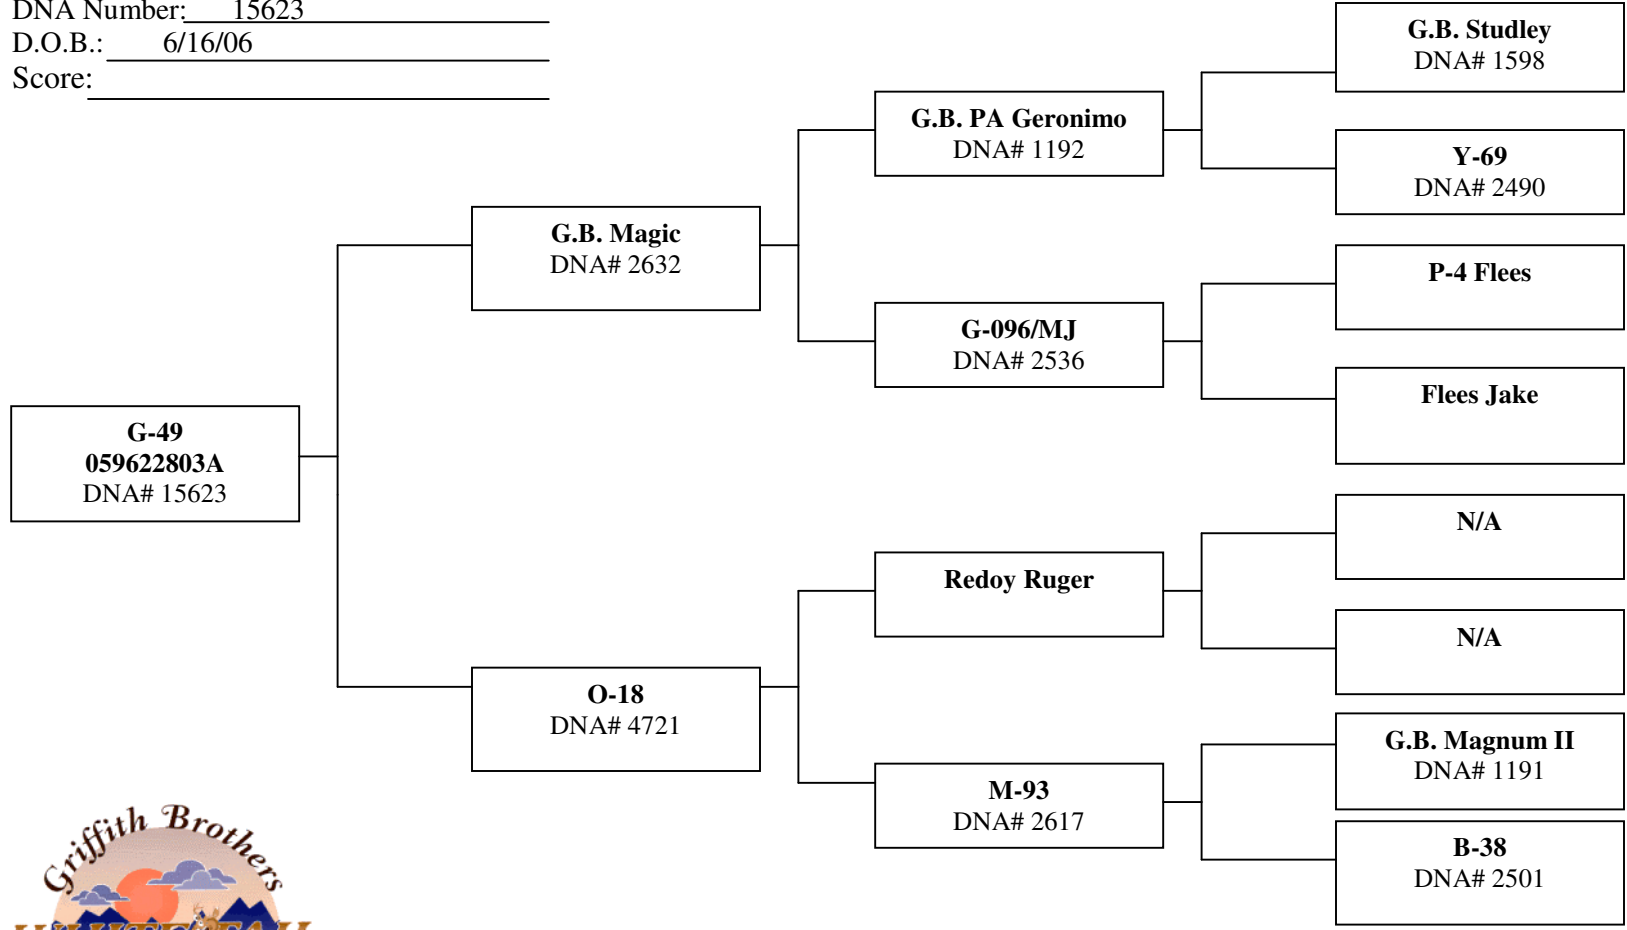 DNA Number: 15623
D.O.B.: 6/16/06
Score:
G.B. Studley
DNA# 1598
G.B. PA Geronimo
DNA# 1192
Y-69
DNA# 2490
G.B. Magic
DNA# 2632
P-4 Flees
G-096/MJ
DNA# 2536
Flees Jake
G-49
059622803A
DNA# 15623
N/A
Redoy Ruger
N/A
O-18
DNA# 4721
G.B. Magnum II
DNA# 1191
M-93
DNA# 2617
B-38
DNA# 2501
Griffith Brothers